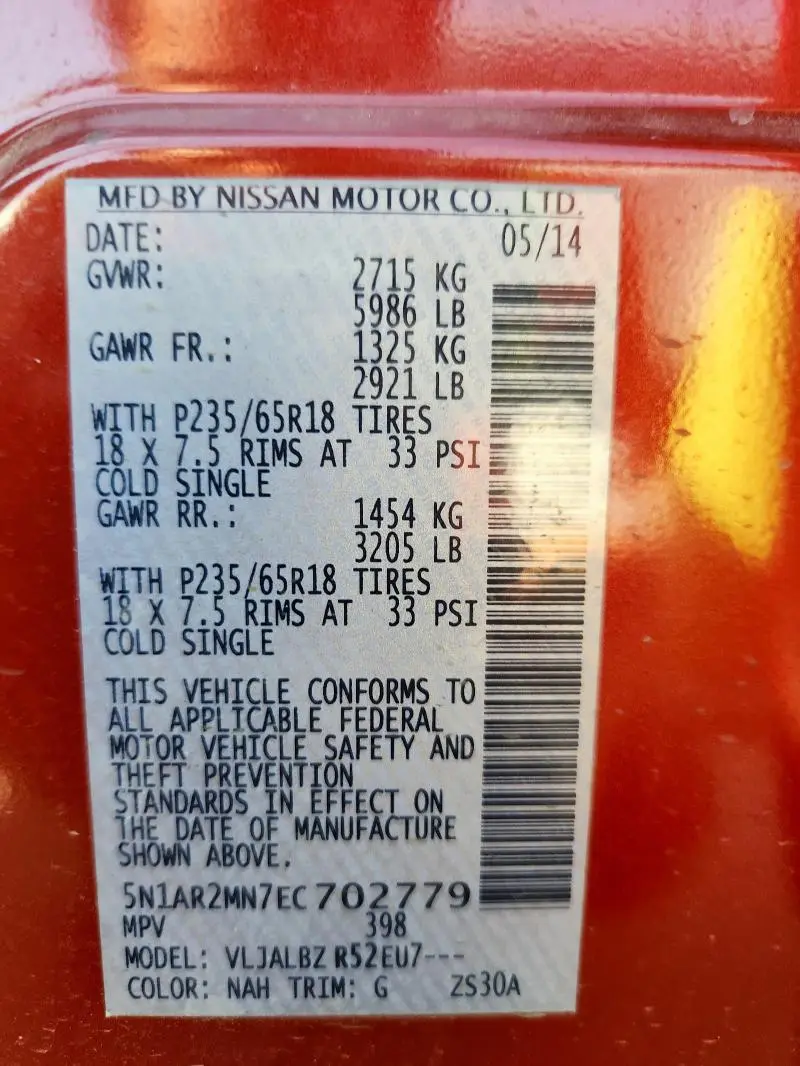 MFD BY NISSAN MOTOR CO., LTD.
DATE: 05/14
GVWR: 2715 KG
5986 LB
GAWR FR.: 1325 KG
2921 LB
WITH P235/65R18 TIRES
18 X 7.5 RIMS AT 33 PSI
COLD SINGLE
GAWR RR.: 1454 KG
3205 LB
WITH P235/65R18 TIRES
18 X 7.5 RIMS AT 33 PSI
COLD SINGLE
THIS VEHICLE CONFORMS TO
ALL APPLICABLE FEDERAL
MOTOR VEHICLE SAFETY AND
THEFT PREVENTION
STANDARDS IN EFFECT ON
THE DATE OF MANUFACTURE
SHOWN ABOVE.
5N1AR2MN7EC702779
MPV 398
MODEL: VLJALBZ R52EU7---
COLOR: NAH TRIM: G ZS30A